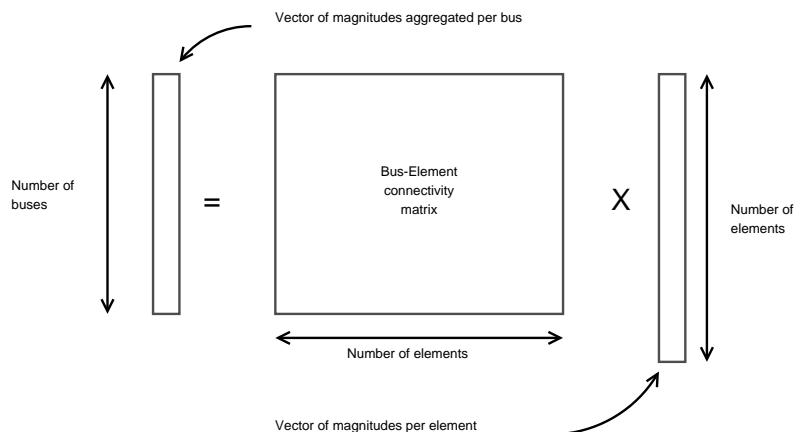 Vector of magnitudes aggregated per bus
Number of
buses
=
Bus-Element
connectivity
matrix
X
Number of
elements
Number of elements
Vector of magnitudes per element